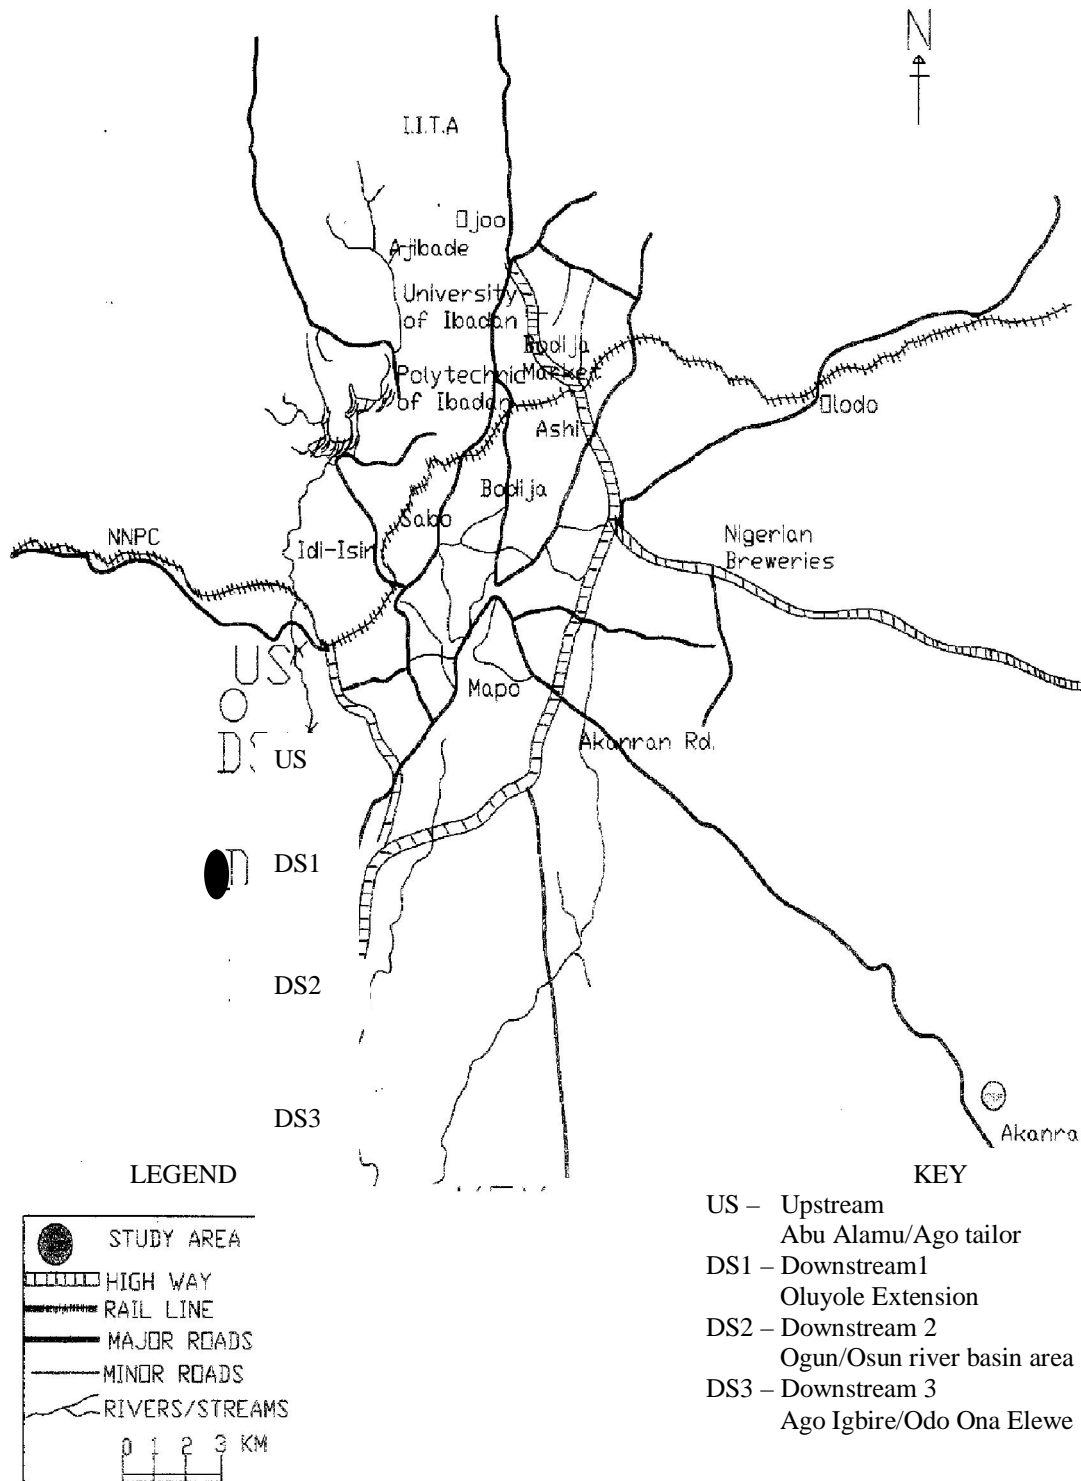 N
I.I.T.A
Ojoo
Ajibade
University
of Ibadan
Bodija
Market
Polytechnic
of Ibadan
Olodo
Ashi
Bodija
Sabo
NNPC
Idi-Isin
Nigerian
Breweries
US
Mapo
Akanran Rd.
US
DS1
DS2
DS3
Akanra
LEGEND
STUDY AREA
HIGH WAY
RAIL LINE
MAJOR ROADS
MINOR ROADS
RIVERS/STREAMS
0 1 2 3 KM
KEY
US – Upstream
Abu Alamu/Ago tailor
DS1 – Downstream1
Oluyole Extension
DS2 – Downstream 2
Ogun/Osun river basin area
DS3 – Downstream 3
Ago Igbire/Odo Ona Elewe